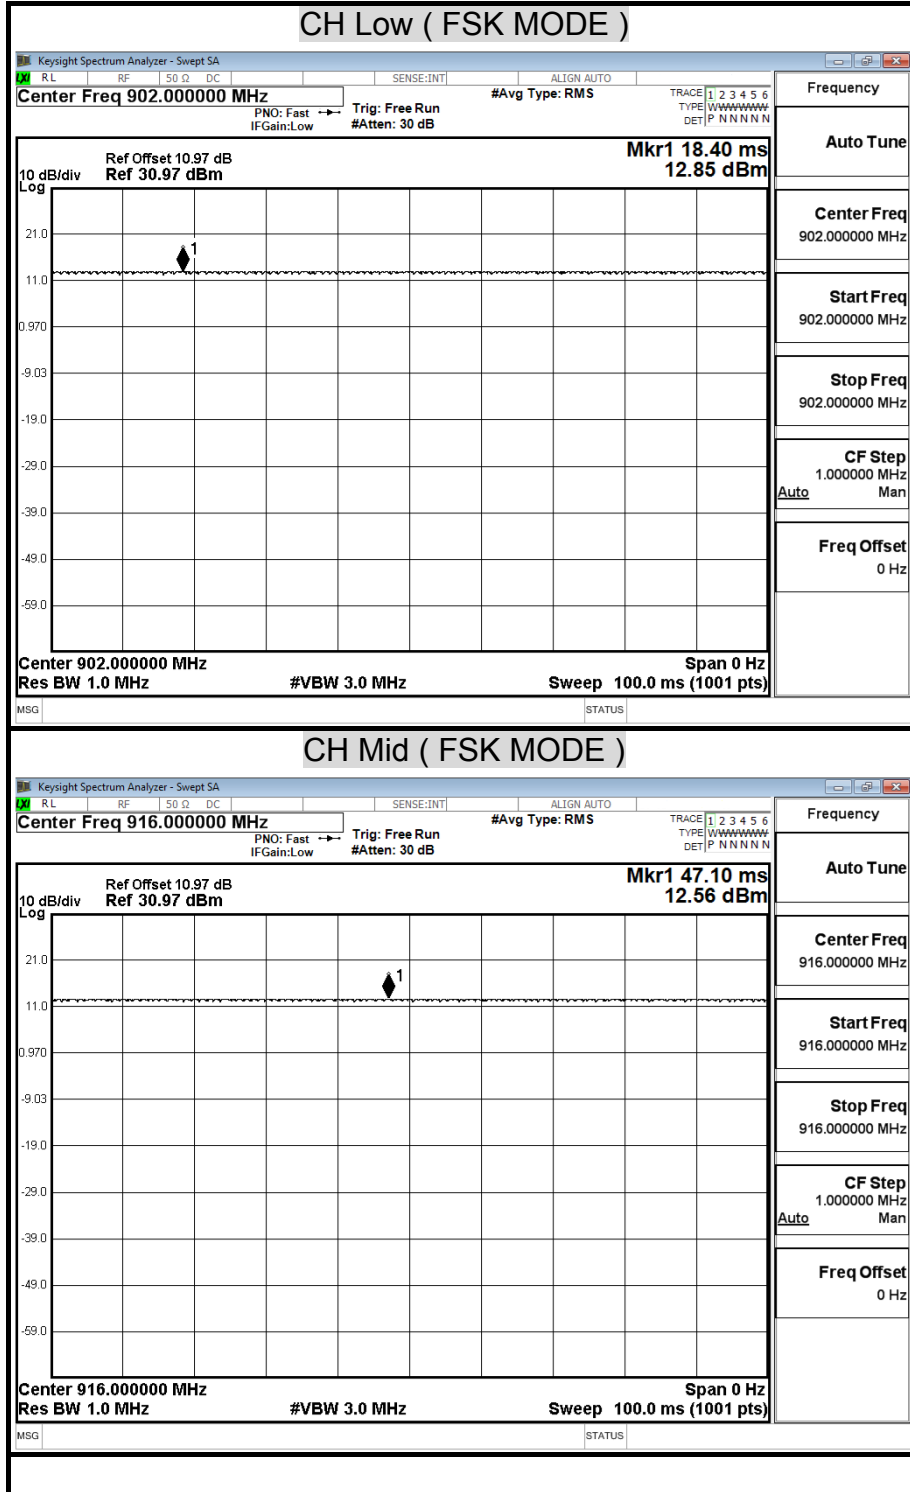 CH Low ( FSK MODE )
Keysight Spectrum Analyzer - Swept SA
LXI RL RF 50 Ω DC SENSE:INT ALIGN AUTO
Center Freq 902.000000 MHz
#Avg Type: RMS
TRACE 1 2 3 4 5 6
TYPE WWWWWW
DET P N N N N N
PNO: Fast
IFGain:Low
Trig: Free Run
#Atten: 30 dB
Mkr1 18.40 ms
12.85 dBm
Ref Offset 10.97 dB
10 dB/div Ref 30.97 dBm
Log
1
21.0
11.0
0.970
-9.03
-19.0
-29.0
-39.0
-49.0
-59.0
Center 902.000000 MHz Span 0 Hz
Res BW 1.0 MHz #VBW 3.0 MHz Sweep 100.0 ms (1001 pts)
MSG STATUS
Frequency
Auto Tune
Center Freq
902.000000 MHz
Start Freq
902.000000 MHz
Stop Freq
902.000000 MHz
CF Step
1.000000 MHz
Auto Man
Freq Offset
0 Hz
CH Mid ( FSK MODE )
Keysight Spectrum Analyzer - Swept SA
LXI RL RF 50 Ω DC SENSE:INT ALIGN AUTO
Center Freq 916.000000 MHz
#Avg Type: RMS
TRACE 1 2 3 4 5 6
TYPE WWWWWW
DET P N N N N N
PNO: Fast
IFGain:Low
Trig: Free Run
#Atten: 30 dB
Mkr1 47.10 ms
12.56 dBm
Ref Offset 10.97 dB
10 dB/div Ref 30.97 dBm
Log
1
21.0
11.0
0.970
-9.03
-19.0
-29.0
-39.0
-49.0
-59.0
Center 916.000000 MHz Span 0 Hz
Res BW 1.0 MHz #VBW 3.0 MHz Sweep 100.0 ms (1001 pts)
MSG STATUS
Frequency
Auto Tune
Center Freq
916.000000 MHz
Start Freq
916.000000 MHz
Stop Freq
916.000000 MHz
CF Step
1.000000 MHz
Auto Man
Freq Offset
0 Hz